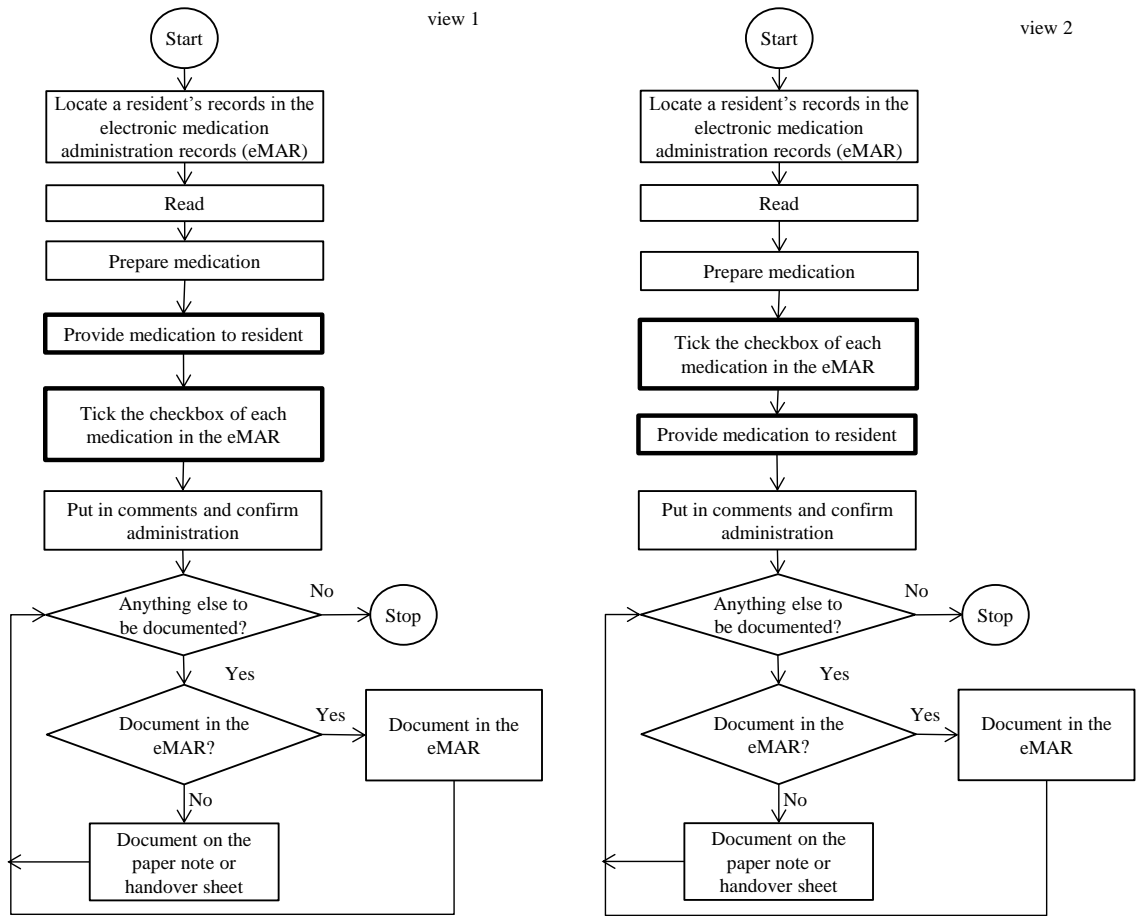 view 1
Start
Locate a resident's records in the
electronic medication
administration records (eMAR)
Read
Prepare medication
Provide medication to resident
Tick the checkbox of each
medication in the eMAR
Put in comments and confirm
administration
Anything else to
be documented?
No
Stop
Yes
Document in the
eMAR?
Yes
Document in the
eMAR
No
Document on the
paper note or
handover sheet
view 2
Start
Locate a resident's records in the
electronic medication
administration records (eMAR)
Read
Prepare medication
Tick the checkbox of each
medication in the eMAR
Provide medication to resident
Put in comments and confirm
administration
Anything else to
be documented?
No
Stop
Yes
Document in the
eMAR?
Yes
Document in the
eMAR
No
Document on the
paper note or
handover sheet